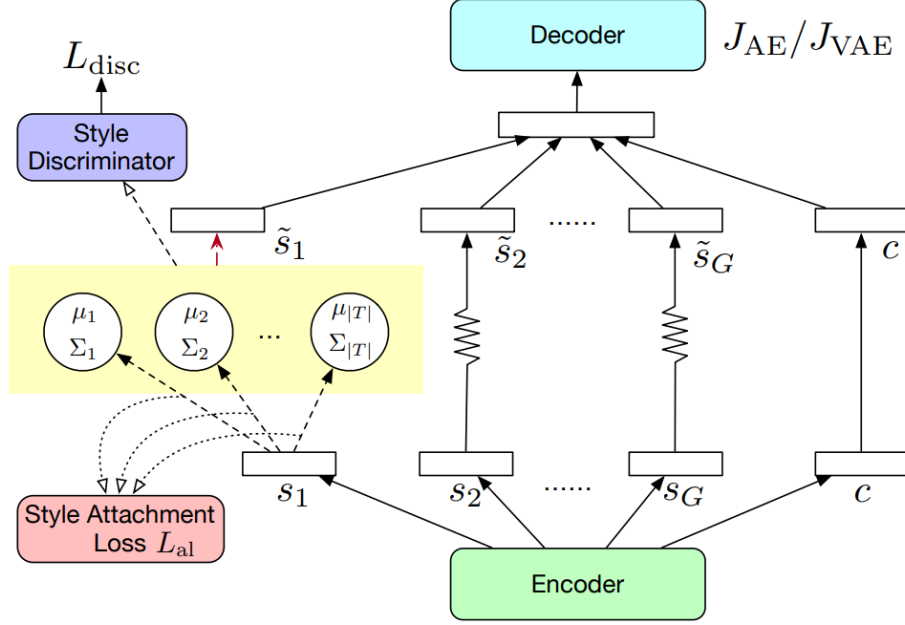 Decoder
J_AE/J_VAE
L_disc
Style
Discriminator
s̃_1
s̃_2
......
s̃_G
c
μ_1
Σ_1
μ_2
Σ_2
...
μ_|T|
Σ_|T|
s_1
s_2
......
s_G
c
Style Attachment
Loss L_al
Encoder